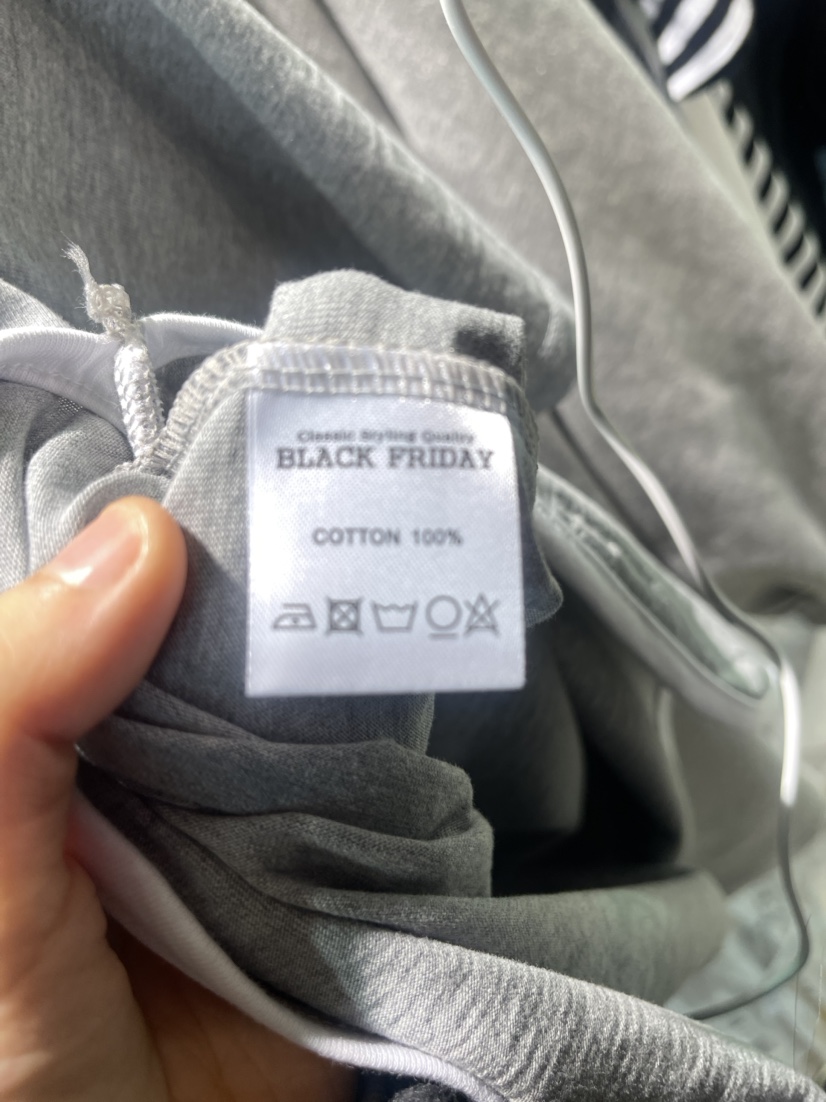 Classic Styling Quality
BLACK FRIDAY
COTTON 100%